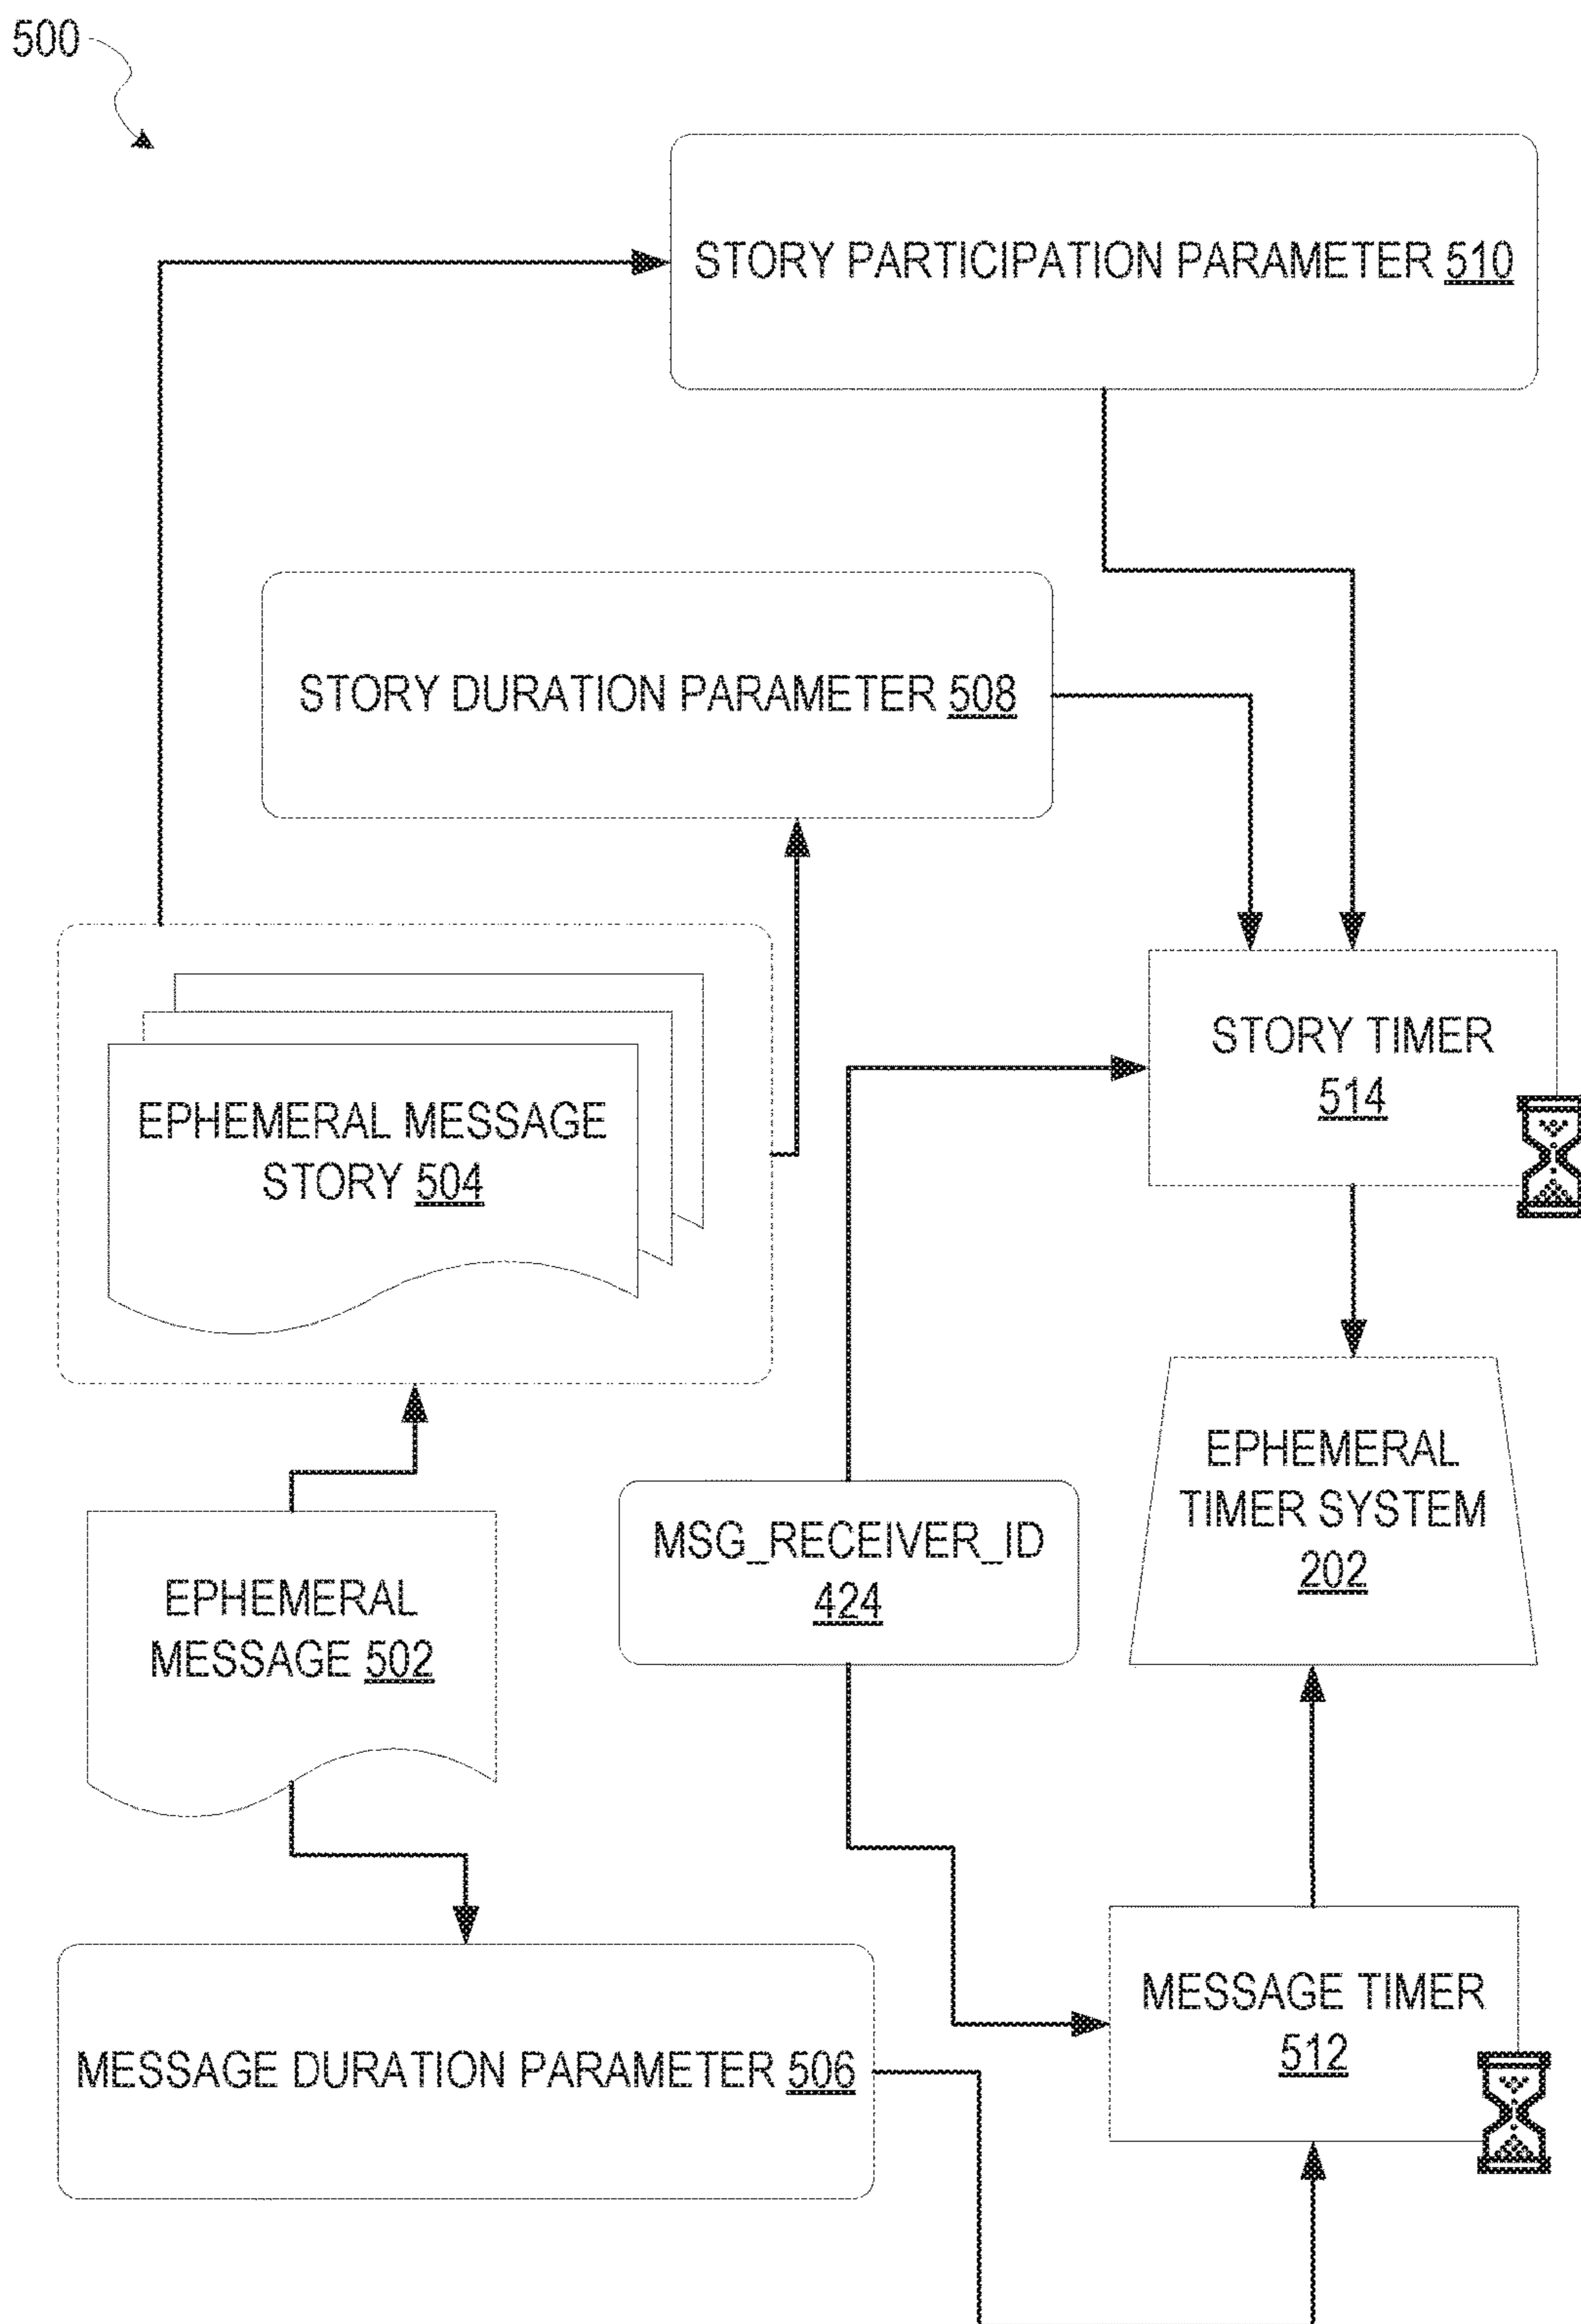 500
STORY PARTICIPATION PARAMETER 510
STORY DURATION PARAMETER 508
EPHEMERAL MESSAGE
STORY 504
STORY TIMER
514
EPHEMERAL
TIMER SYSTEM
202
MSG_RECEIVER_ID
424
EPHEMERAL
MESSAGE 502
MESSAGE TIMER
512
MESSAGE DURATION PARAMETER 506